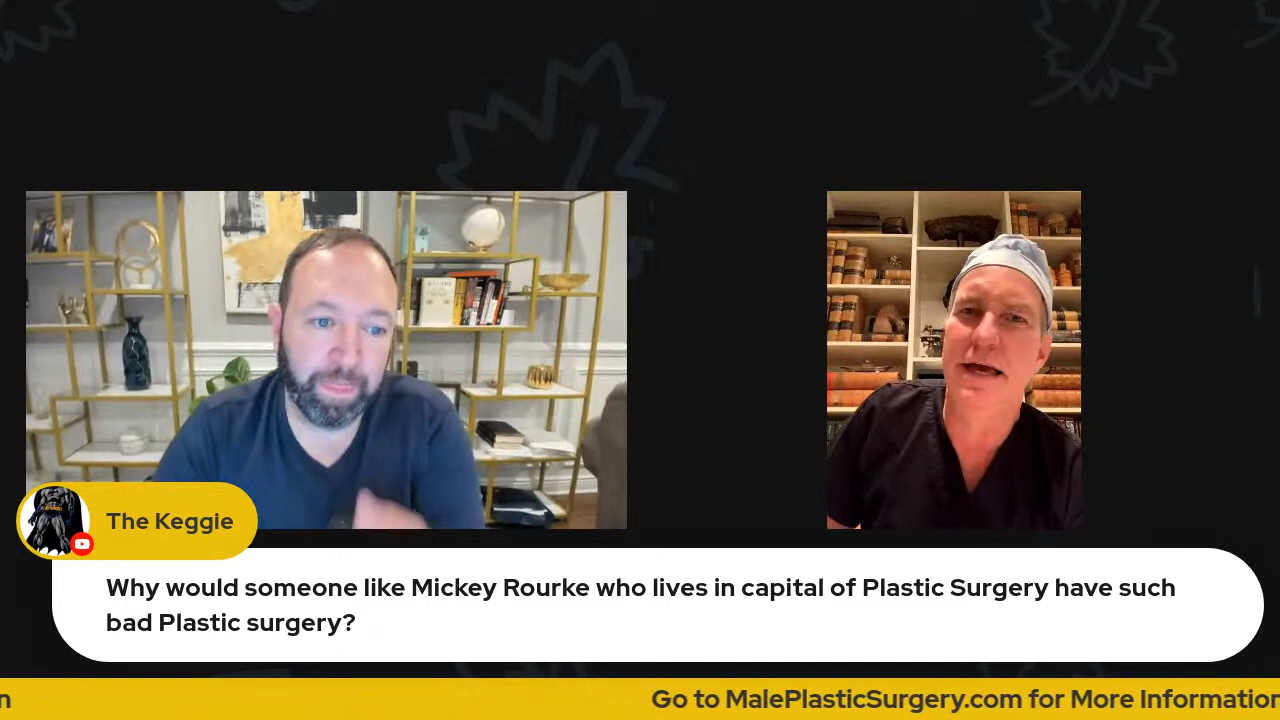 The Keggie
Why would someone like Mickey Rourke who lives in capital of Plastic Surgery have such
bad Plastic surgery?
n
Go to MalePlasticSurgery.com for More Information